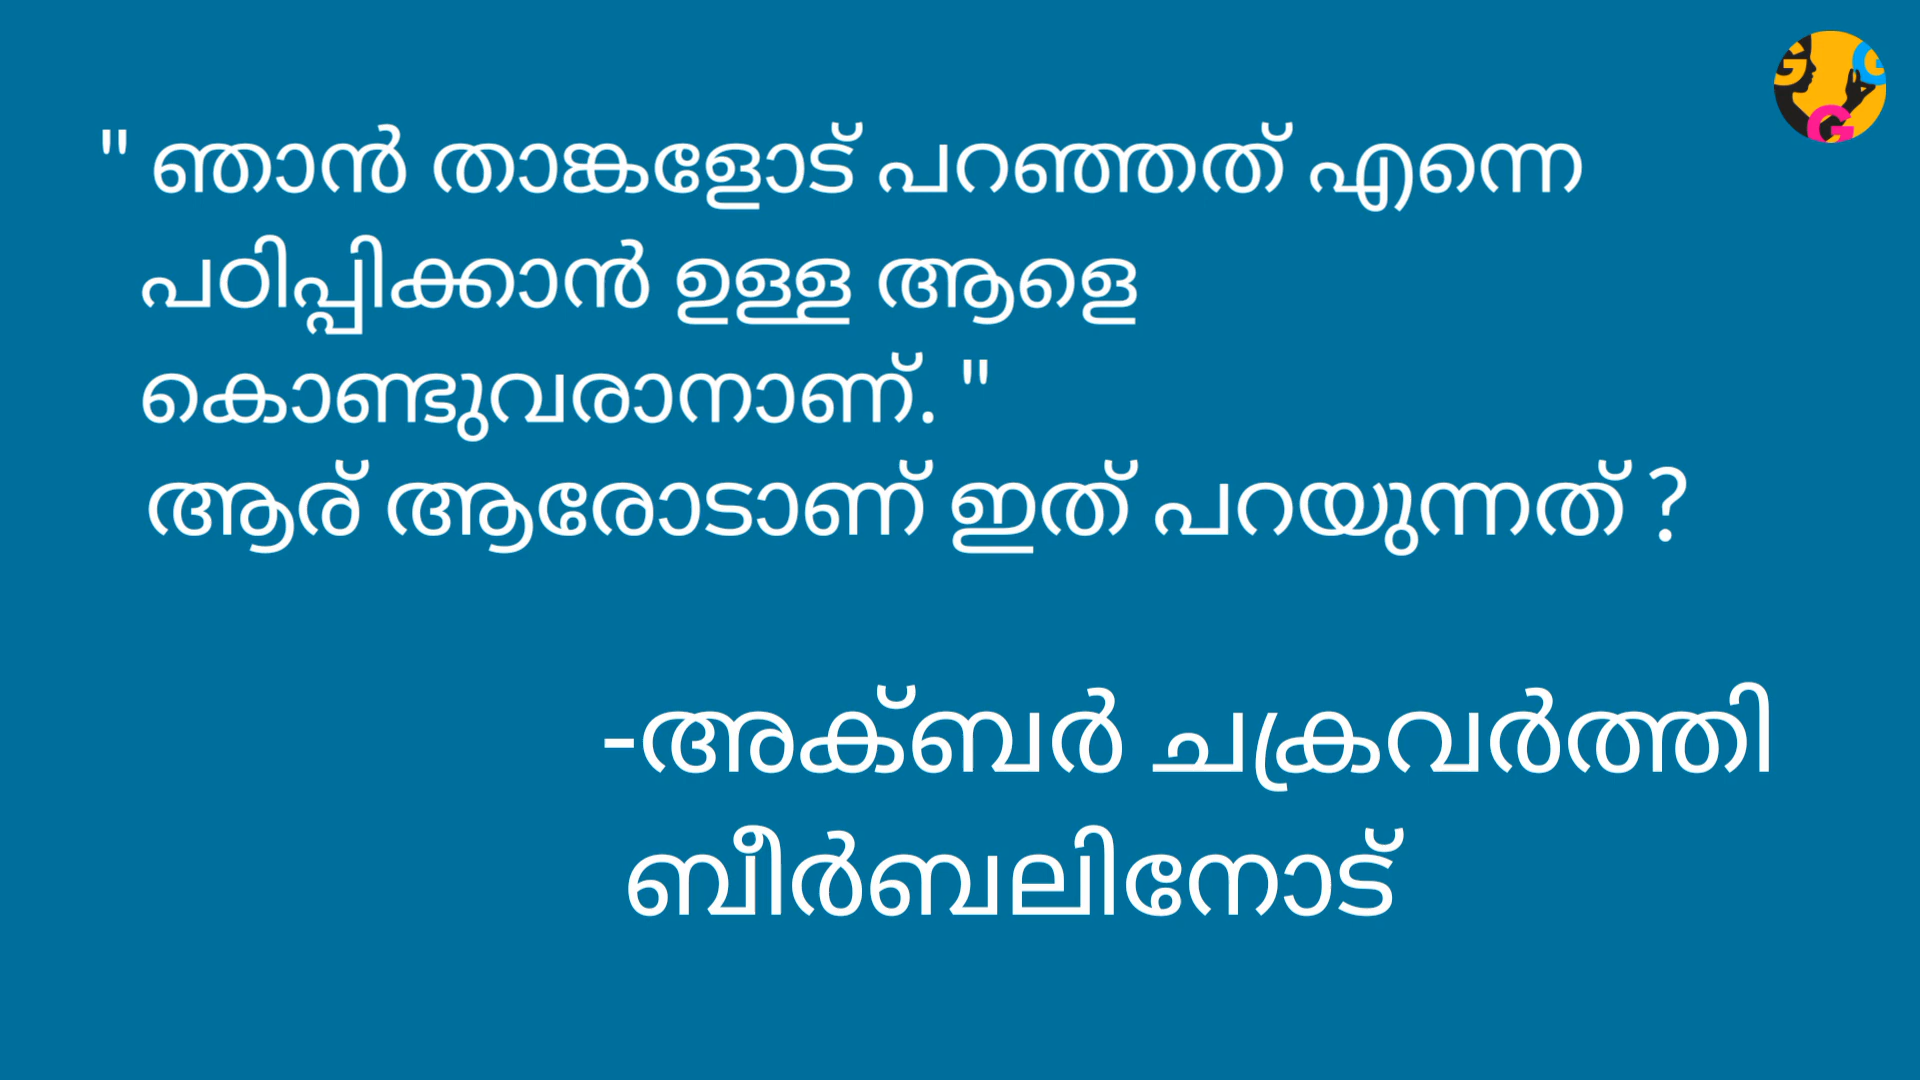 " ഞാൻ താങ്കളോട് പറഞ്ഞത് എന്നെ
പഠിപ്പിക്കാൻ ഉള്ള ആളെ
കൊണ്ടുവരാനാണ്. "
ആര് ആരോടാണ് ഇത് പറയുന്നത് ?
-അക്ബർ ചക്രവർത്തി
ബീർബലിനോട്
G G
G